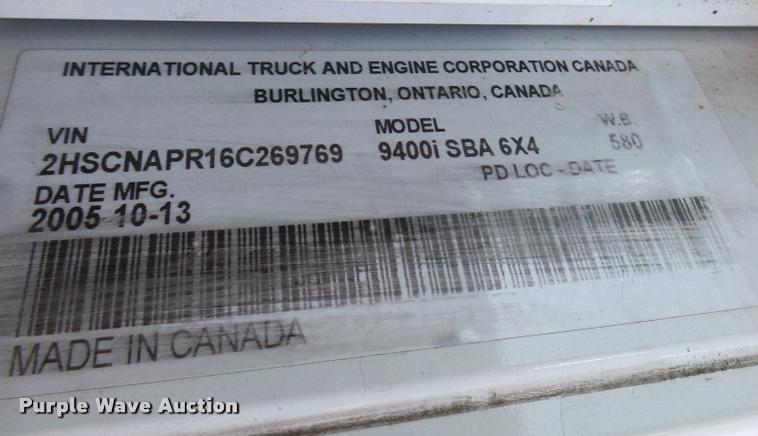 INTERNATIONAL TRUCK AND ENGINE CORPORATION CANADA
BURLINGTON, ONTARIO, CANADA
VIN MODEL W.B.
2HSCNAPR16C269769 9400i SBA 6X4 580
DATE MFG. PD LOC - DATE
2005-10-13
MADE IN CANADA
Purple Wave Auction